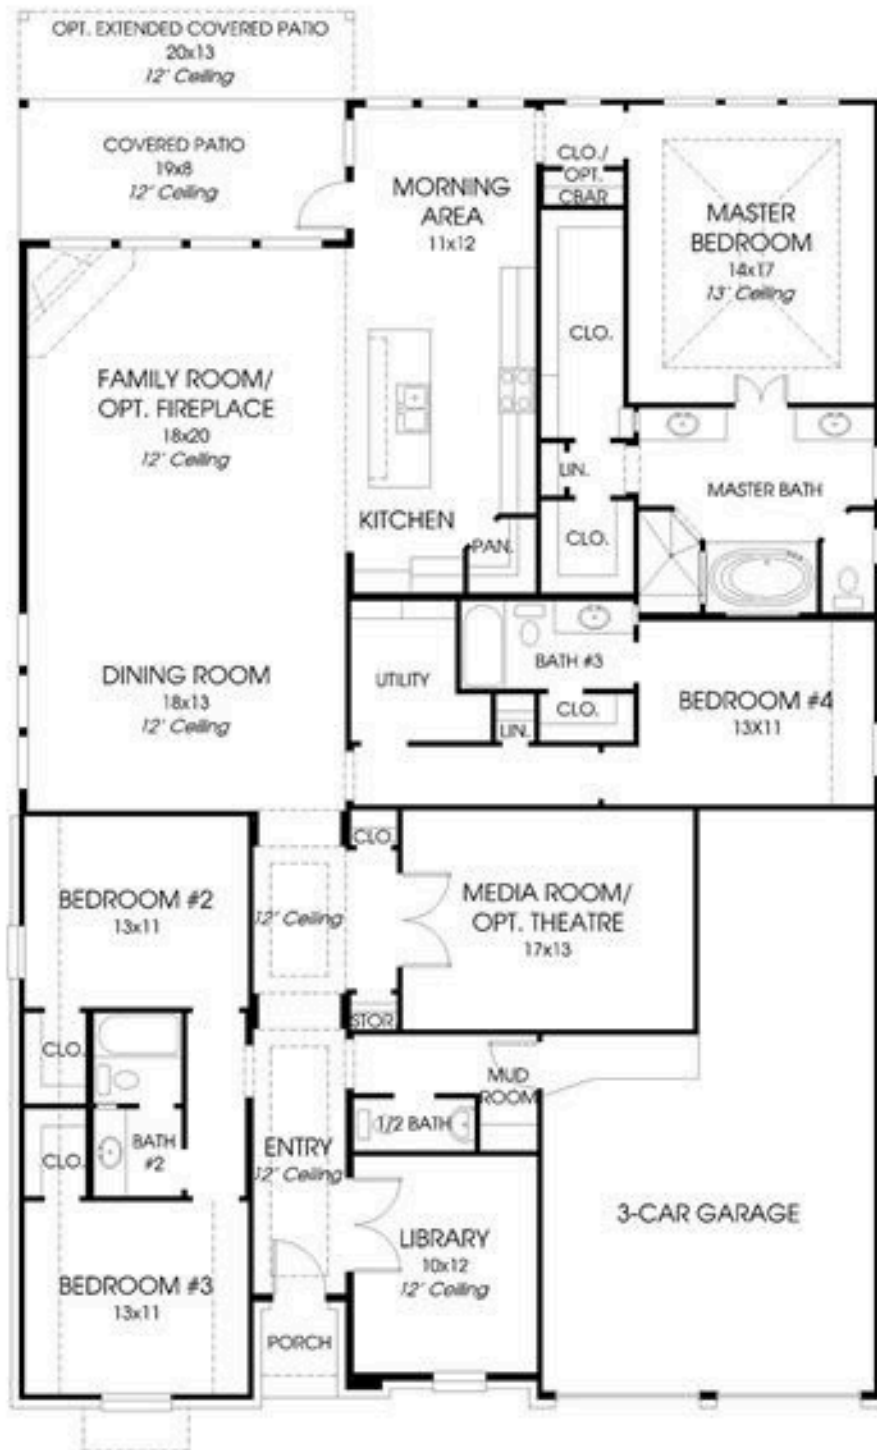 OPT. EXTENDED COVERED PATIO
20x13
12' Ceiling
COVERED PATIO
19x8
12' Ceiling
MORNING
AREA
11x12
CLO./
OPT.
CBAR
MASTER
BEDROOM
14x17
13' Ceiling
CLO.
FAMILY ROOM/
OPT. FIREPLACE
18x20
12' Ceiling
LIN.
MASTER BATH
KITCHEN
PAN.
CLO.
DINING ROOM
18x13
12' Ceiling
UTILITY
BATH #3
CLO.
LIN.
BEDROOM #4
13X11
CLO.
BEDROOM #2
13x11
12' Ceiling
MEDIA ROOM/
OPT. THEATRE
17x13
STOR
CLO.
MUD
ROOM
1/2 BATH
BATH
#2
CLO.
ENTRY
12' Ceiling
LIBRARY
10x12
12' Ceiling
3-CAR GARAGE
BEDROOM #3
13x11
PORCH